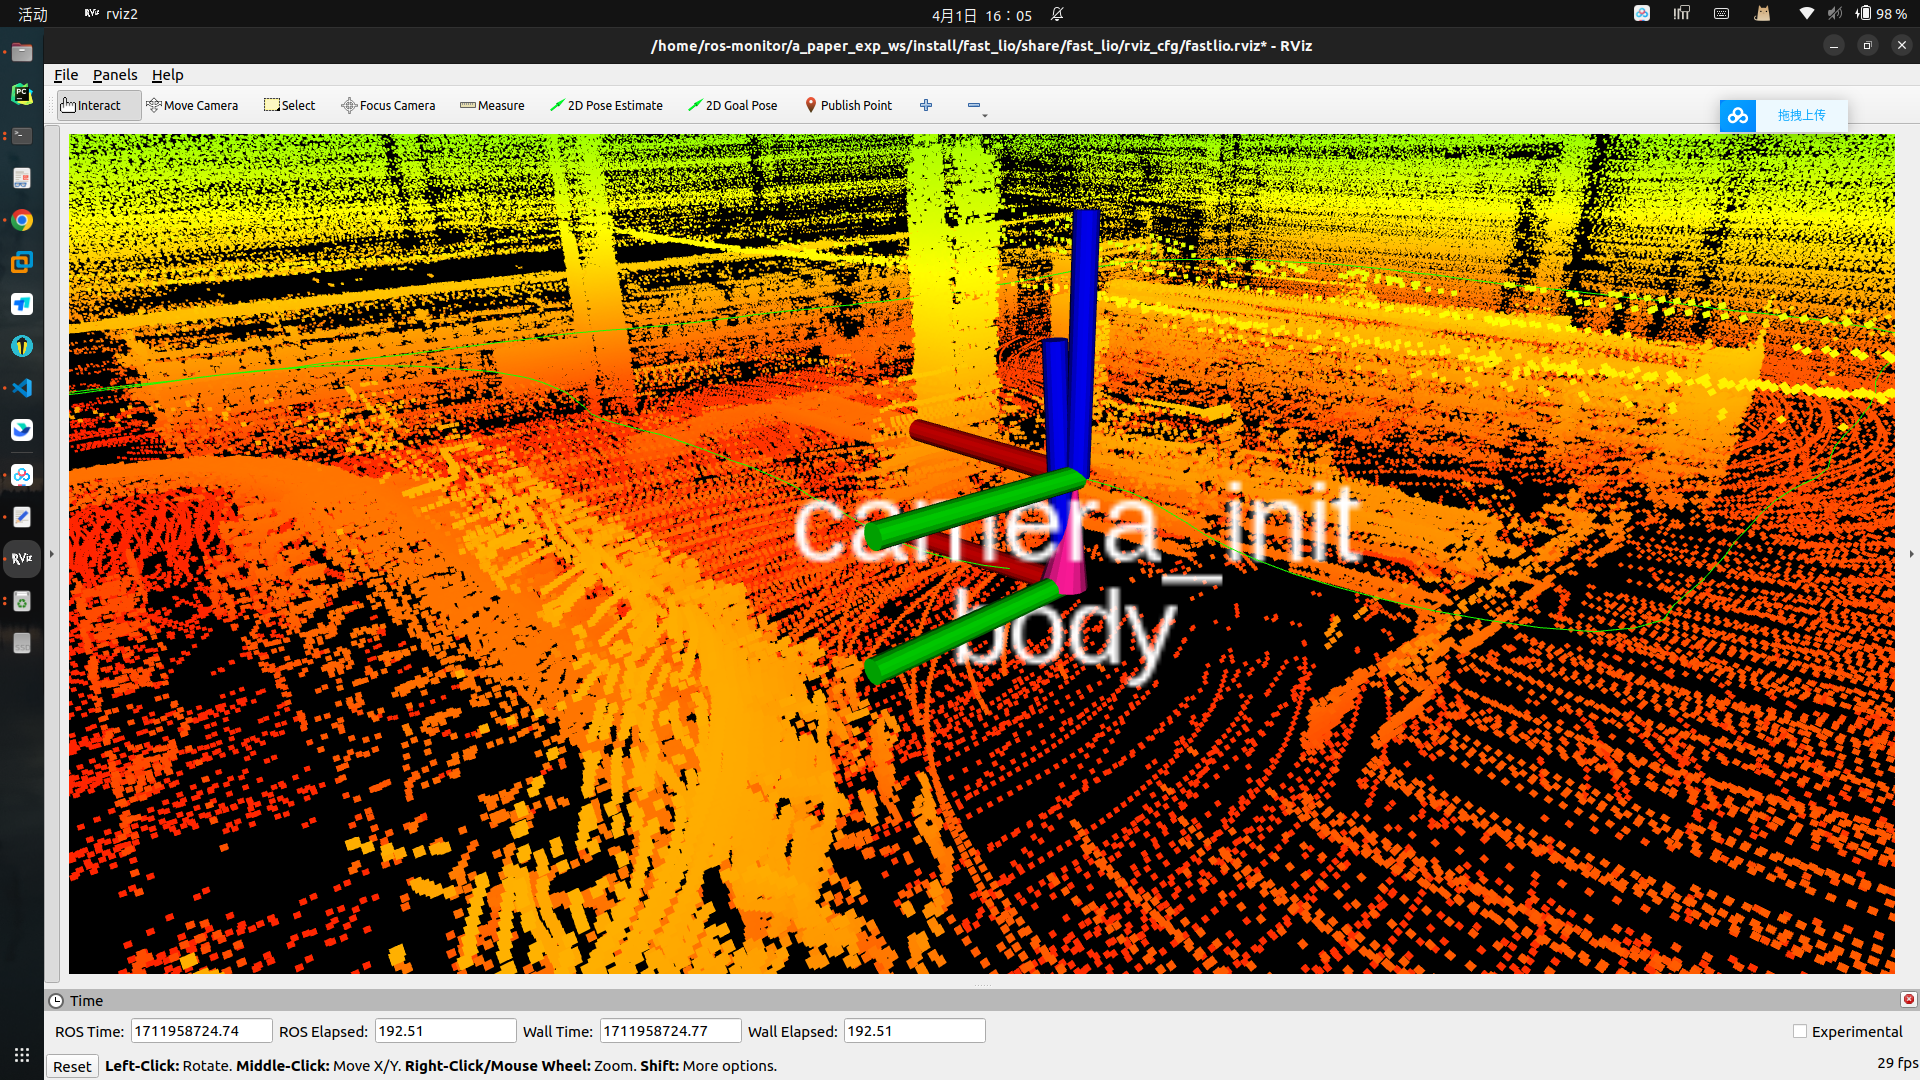 活动 rviz2 4月1日 16：05 98 %
/home/ros-monitor/a_paper_exp_ws/install/fast_lio/share/fast_lio/rviz_cfg/fastlio.rviz* - RViz
File Panels Help
Interact Move Camera Select Focus Camera Measure 2D Pose Estimate 2D Goal Pose Publish Point
拖拽上传
camera_init
body
RViz
Time
ROS Time: 1711958724.74 ROS Elapsed: 192.51 Wall Time: 1711958724.77 Wall Elapsed: 192.51 Experimental
Reset Left-Click: Rotate. Middle-Click: Move X/Y. Right-Click/Mouse Wheel: Zoom. Shift: More options. 29 fps